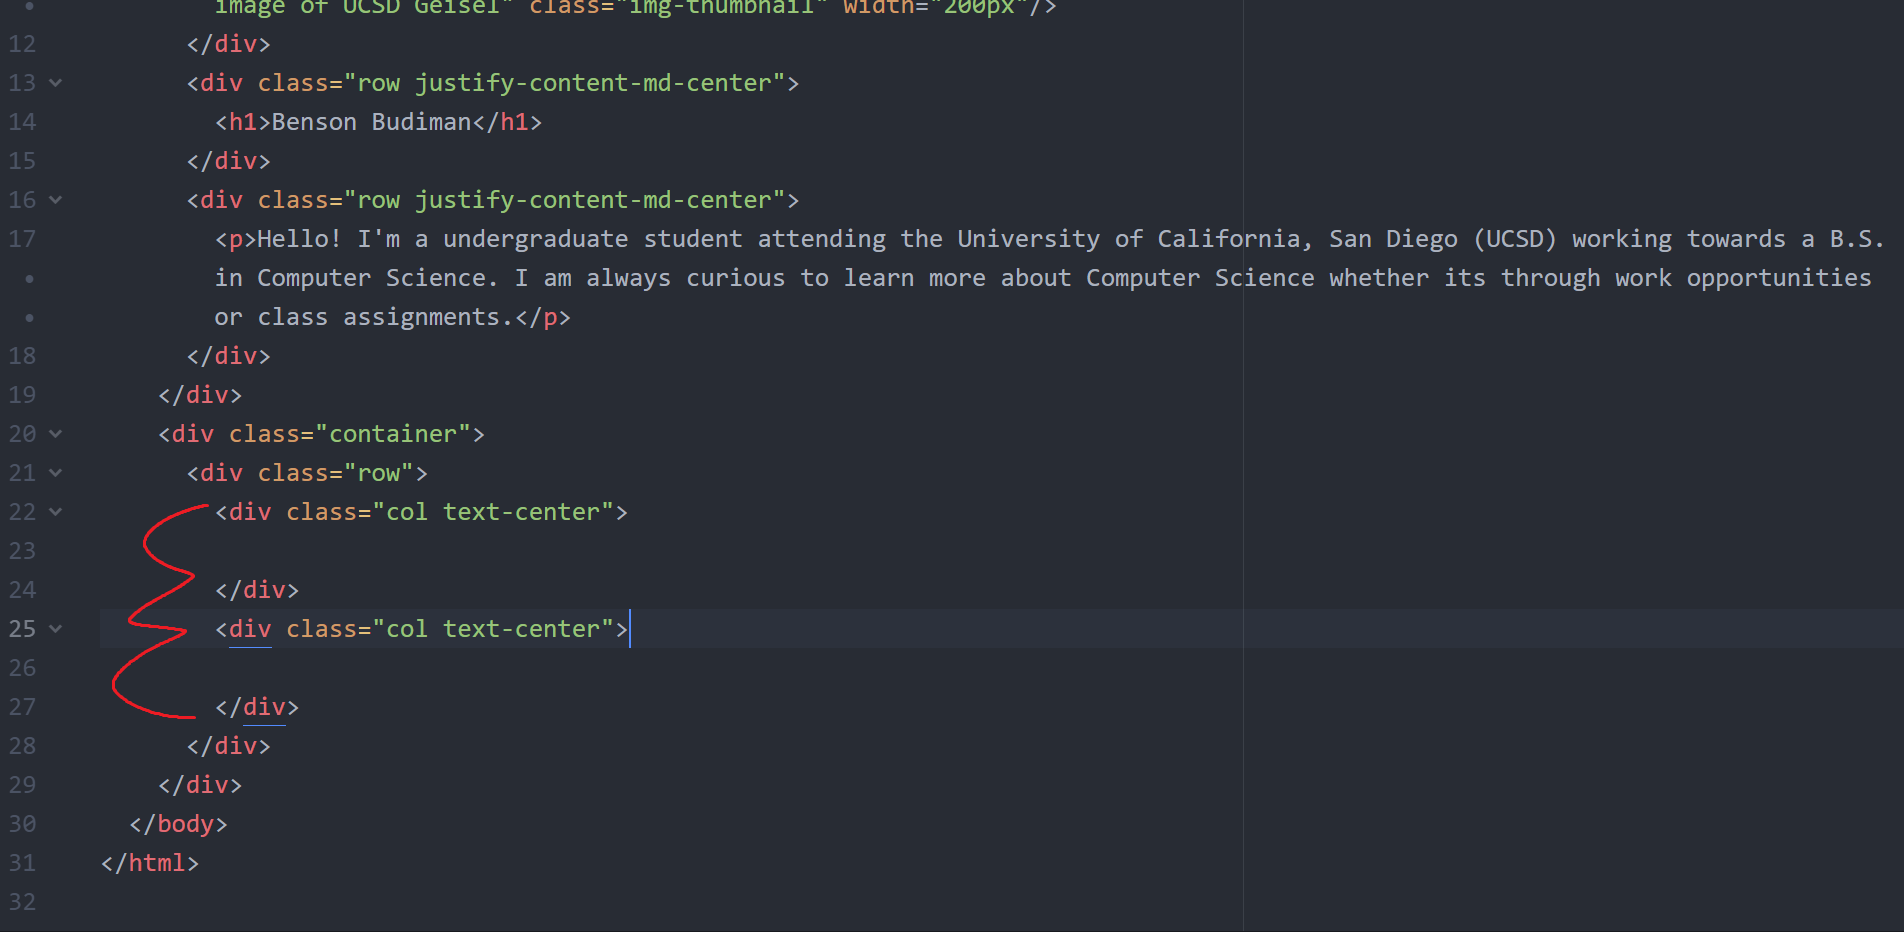 image of UCSD Geisel" class="img-thumbnail" width="200px"/>
12 </div>
13 <div class="row justify-content-md-center">
14 <h1>Benson Budiman</h1>
15 </div>
16 <div class="row justify-content-md-center">
17 <p>Hello! I'm a undergraduate student attending the University of California, San Diego (UCSD) working towards a B.S.
in Computer Science. I am always curious to learn more about Computer Science whether its through work opportunities
or class assignments.</p>
18 </div>
19 </div>
20 <div class="container">
21 <div class="row">
22 <div class="col text-center">
23
24 </div>
25 <div class="col text-center">
26
27 </div>
28 </div>
29 </div>
30 </body>
31 </html>
32